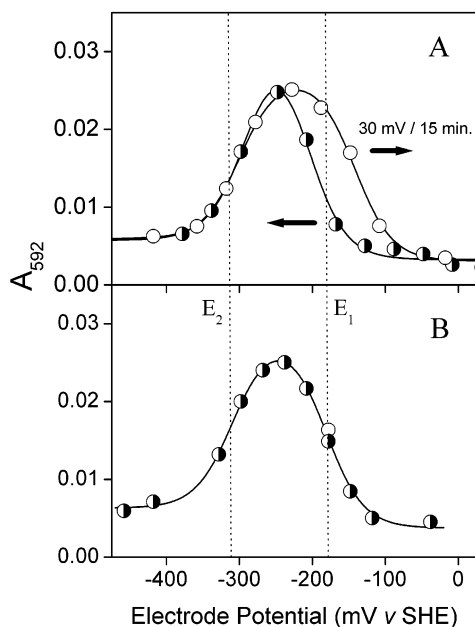 A
0.03
0.02
0.01
0.00
30 mV / 15 min.
A592
E2
E1
B
0.03
0.02
0.01
0.00
-400
-300
-200
-100
0
Electrode Potential (mV v SHE)